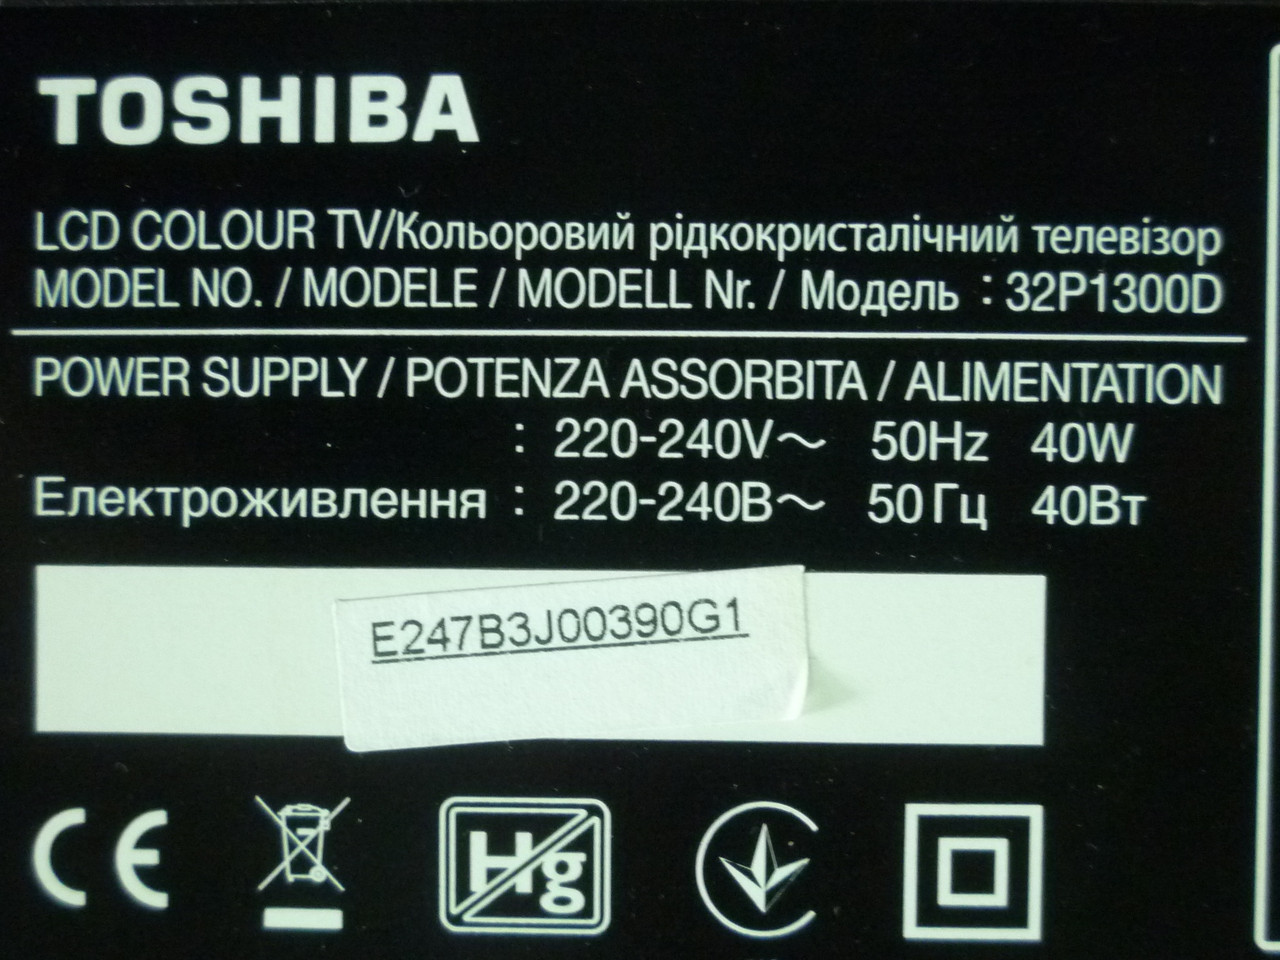 TOSHIBA
LCD COLOUR TV/Кольоровий рідкокристалічний телевізор
MODEL NO. / MODELE / MODELL Nr. / Модель : 32P1300D
POWER SUPPLY / POTENZA ASSORBITA / ALIMENTATION
: 220-240V～ 50Hz 40W
Електроживлення : 220-240В～ 50Гц 40Вт
E247B3J00390G1
CE
Hg